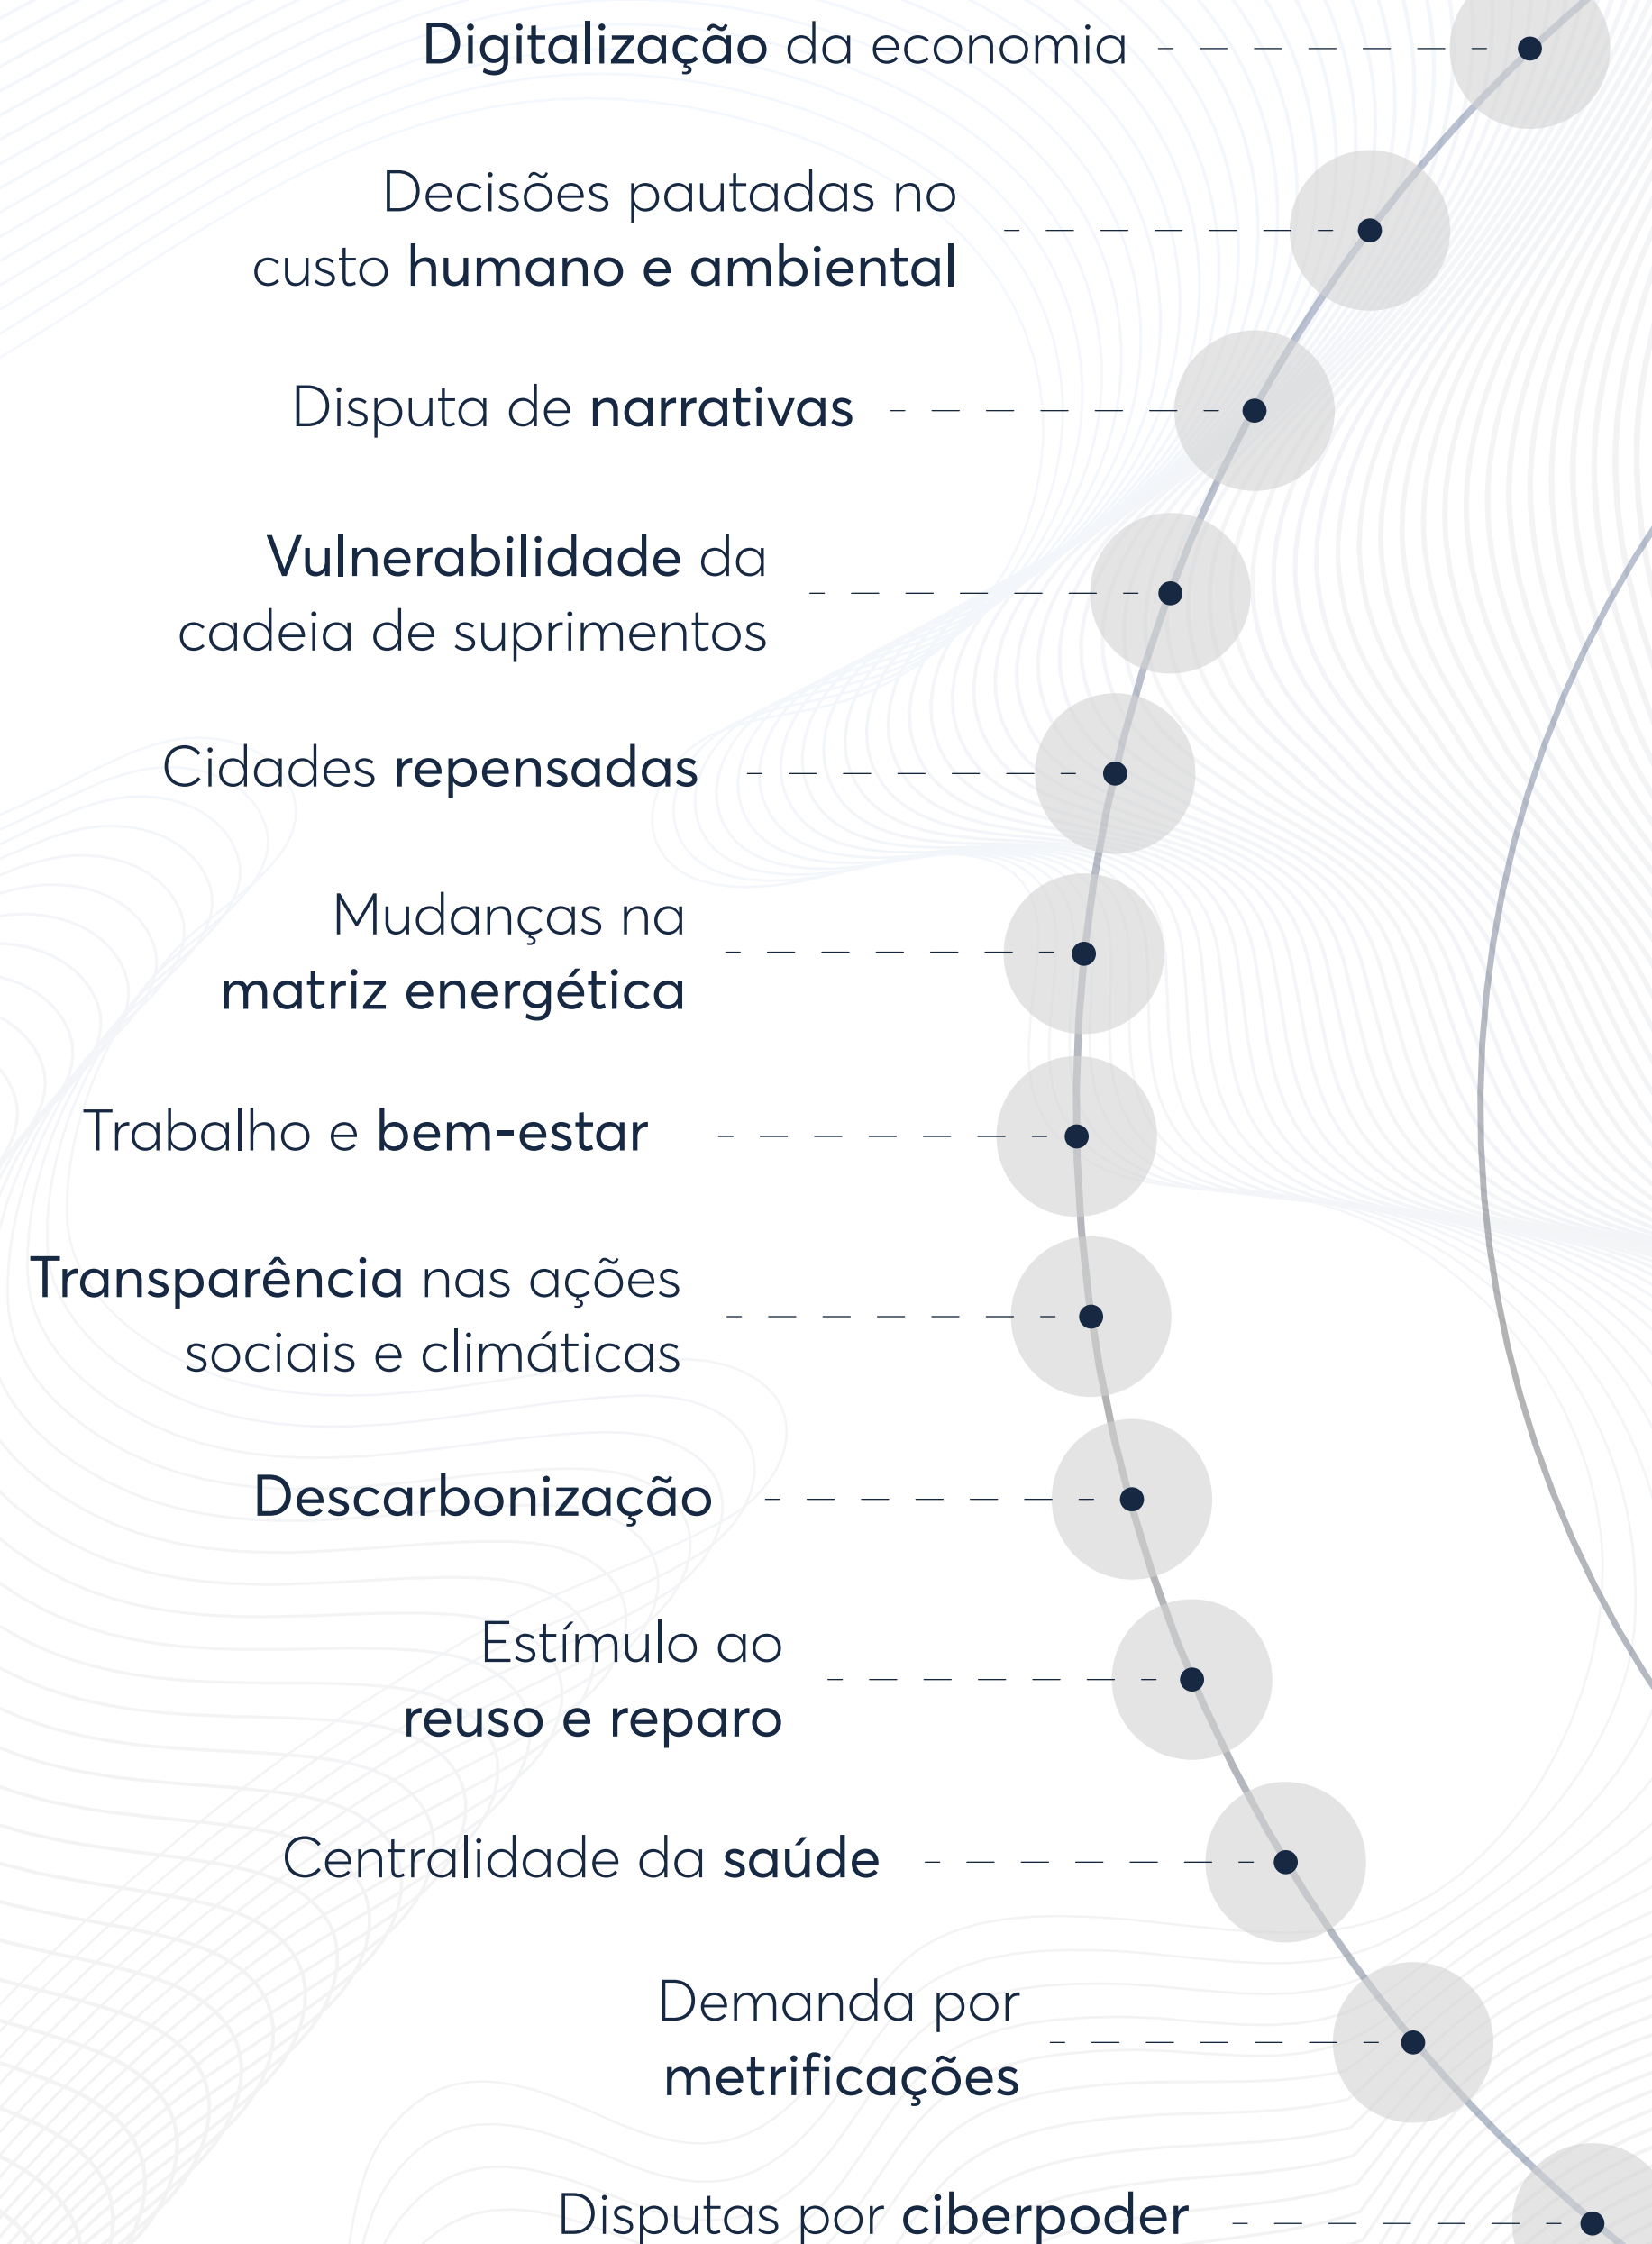 Digitalização da economia
Decisões pautadas no
custo humano e ambiental
Disputa de narrativas
Vulnerabilidade da
cadeia de suprimentos
Cidades repensadas
Mudanças na
matriz energética
Trabalho e bem-estar
Transparência nas ações
sociais e climáticas
Descarbonização
Estímulo ao
reuso e reparo
Centralidade da saúde
Demanda por
metrificações
Disputas por ciberpoder